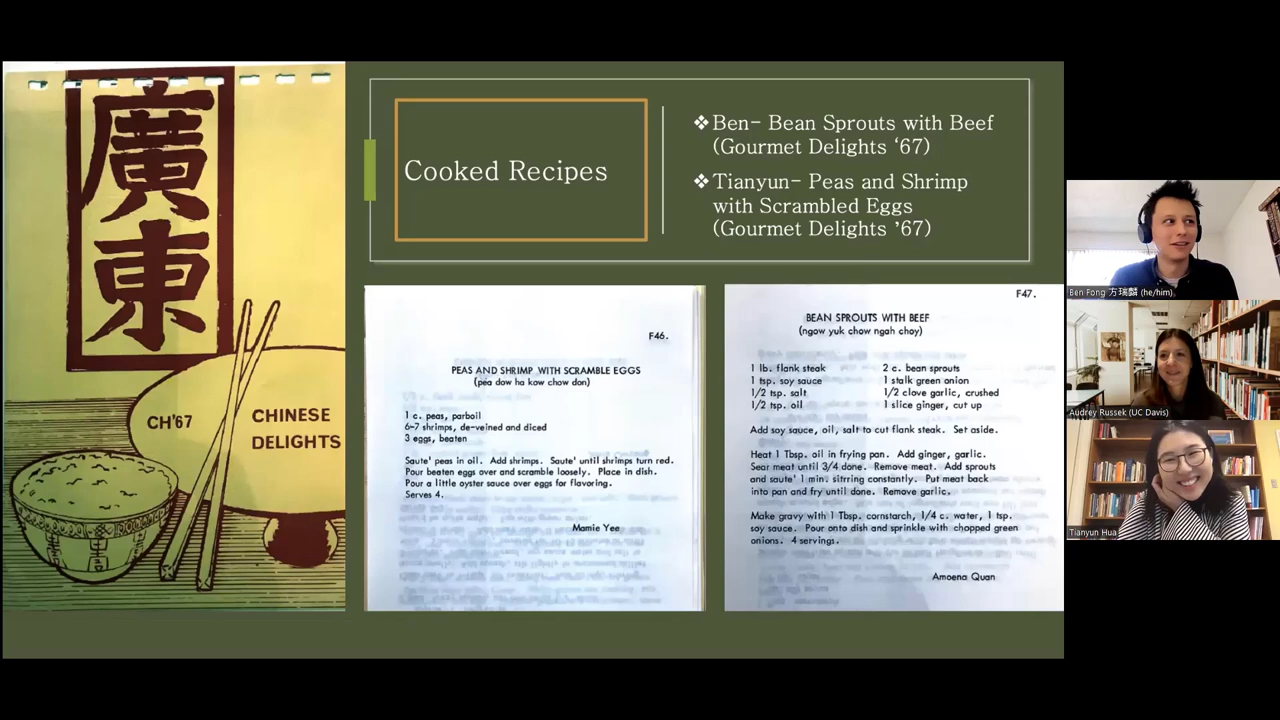 廣
東
CH'67
CHINESE
DELIGHTS
Cooked Recipes
❖Ben- Bean Sprouts with Beef
(Gourmet Delights ‘67)
❖Tianyun- Peas and Shrimp
with Scrambled Eggs
(Gourmet Delights ’67)
F46.
PEAS AND SHRIMP WITH SCRAMBLE EGGS
(pea dow ha kow chow don)
1 c. peas, parboil
6-7 shrimps, de-veined and diced
3 eggs, beaten
Saute' peas in oil. Add shrimps. Saute' until shrimps turn red.
Pour beaten eggs over and scramble loosely. Place in dish.
Pour a little oyster sauce over eggs for flavoring.
Serves 4.
Mamie Yee
F47.
BEAN SPROUTS WITH BEEF
(ngow yuk chow ngah choy)
1 lb. flank steak 2 c. bean sprouts
1 tsp. soy sauce 1 stalk green onion
1/2 tsp. salt 1/2 clove garlic, crushed
1/2 tsp. oil 1 slice ginger, cut up
Add soy sauce, oil, salt to cut flank steak. Set aside.
Heat 1 Tbsp. oil in frying pan. Add ginger, garlic.
Sear meat until 3/4 done. Remove meat. Add sprouts
and saute' 1 min. sitrring constantly. Put meat back
into pan and fry until done. Remove garlic.
Make gravy with 1 Tbsp. cornstarch, 1/4 c. water, 1 tsp.
soy sauce. Pour onto dish and sprinkle with chopped green
onions. 4 servings.
Amoena Quan
Ben Fong 方瑞麟 (he/him)
Audrey Russek (UC Davis)
Tianyun Hua